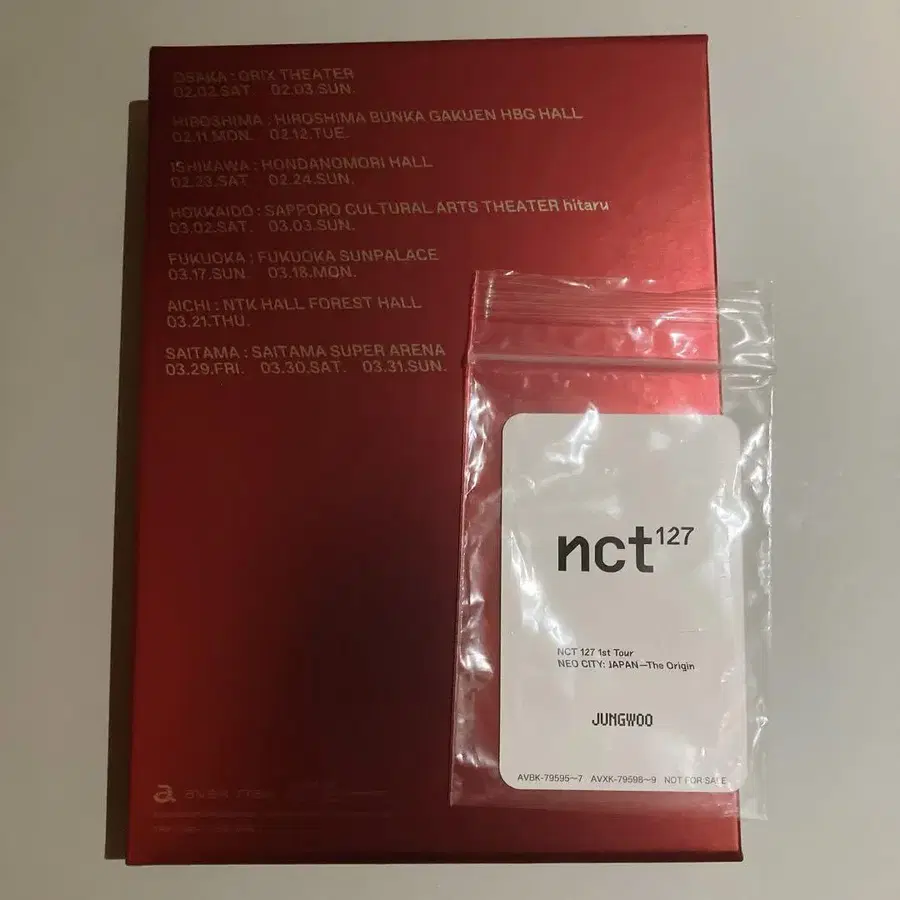 OSAKA : ORIX THEATER
02.02.SAT. 02.03.SUN.
HIROSHIMA : HIROSHIMA BUNKA GAKUEN HBG HALL
02.11.MON. 02.12.TUE.
ISHIKAWA : HONDANOMORI HALL
02.23.SAT. 02.24.SUN.
HOKKAIDO : SAPPORO CULTURAL ARTS THEATER hitaru
03.02.SAT. 03.03.SUN.
FUKUOKA : FUKUOKA SUNPALACE
03.17.SUN. 03.18.MON.
AICHI : NTK HALL FOREST HALL
03.21.THU.
SAITAMA : SAITAMA SUPER ARENA
03.29.FRI. 03.30.SAT. 03.31.SUN.
nct 127
NCT 127 1st Tour
NEO CITY: JAPAN—The Origin
JUNGWOO
AVBK-79595〜7 AVXK-79598〜9 NOT FOR SALE
a avex